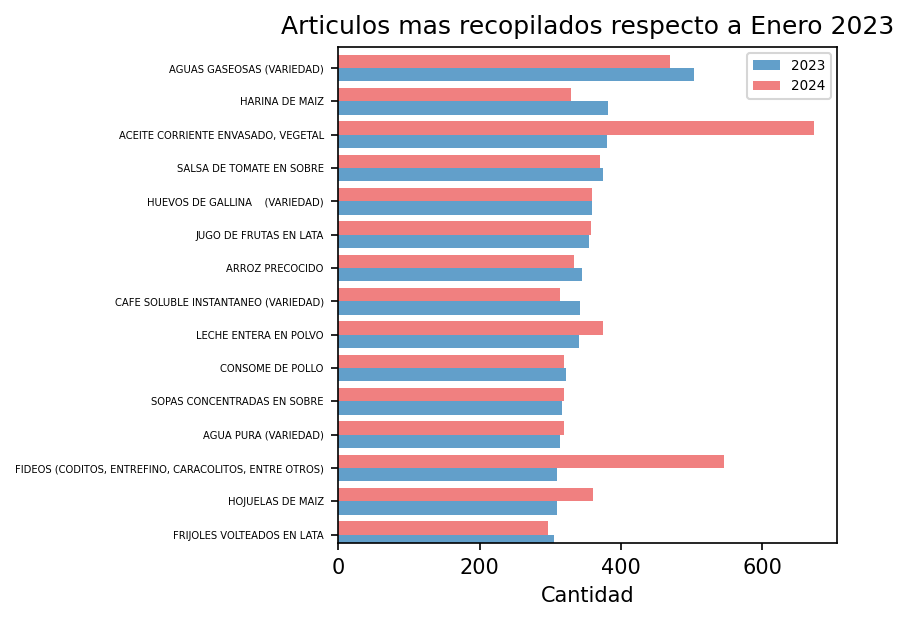 Articulos mas recopilados respecto a Enero 2023
2023
2024
AGUAS GASEOSAS (VARIEDAD)
HARINA DE MAIZ
ACEITE CORRIENTE ENVASADO, VEGETAL
SALSA DE TOMATE EN SOBRE
HUEVOS DE GALLINA    (VARIEDAD)
JUGO DE FRUTAS EN LATA
ARROZ PRECOCIDO
CAFE SOLUBLE INSTANTANEO (VARIEDAD)
LECHE ENTERA EN POLVO
CONSOME DE POLLO
SOPAS CONCENTRADAS EN SOBRE
AGUA PURA (VARIEDAD)
FIDEOS (CODITOS, ENTREFINO, CARACOLITOS, ENTRE OTROS)
HOJUELAS DE MAIZ
FRIJOLES VOLTEADOS EN LATA
0 200 400 600
Cantidad